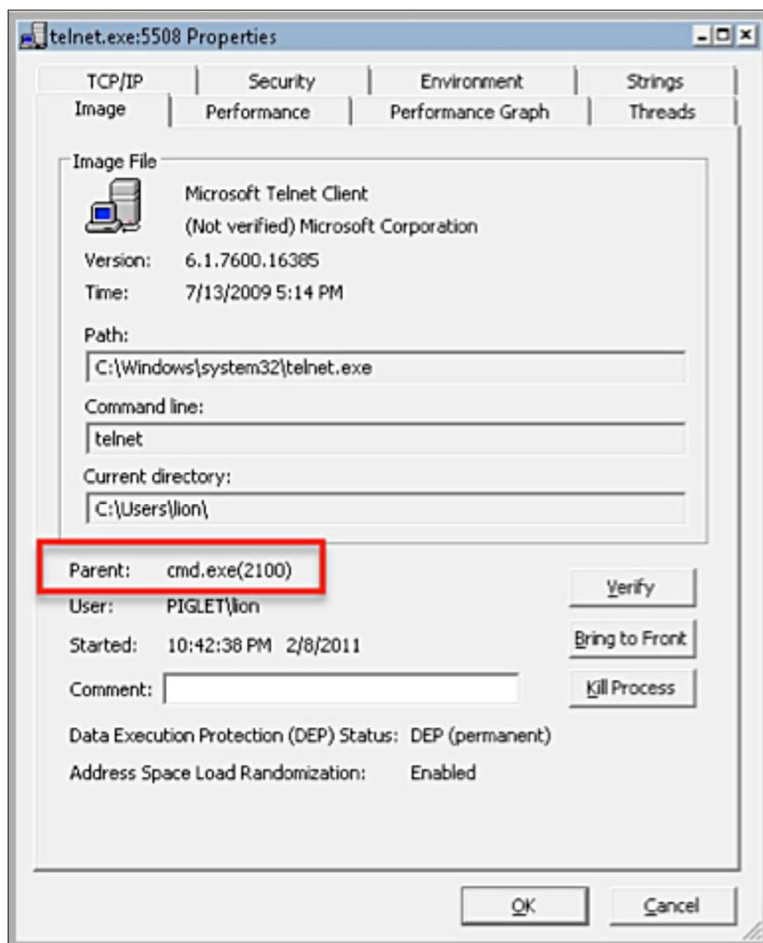 telnet.exe:5508 Properties
TCP/IP Security Environment Strings
Image Performance Performance Graph Threads
Image File
Microsoft Telnet Client
(Not verified) Microsoft Corporation
Version: 6.1.7600.16385
Time: 7/13/2009 5:14 PM
Path:
C:\Windows\system32\telnet.exe
Command line:
telnet
Current directory:
C:\Users\lion\
Parent: cmd.exe(2100)
Verify
User: PIGLET\lion
Started: 10:42:38 PM 2/8/2011
Bring to Front
Comment:
Kill Process
Data Execution Protection (DEP) Status: DEP (permanent)
Address Space Load Randomization: Enabled
OK Cancel